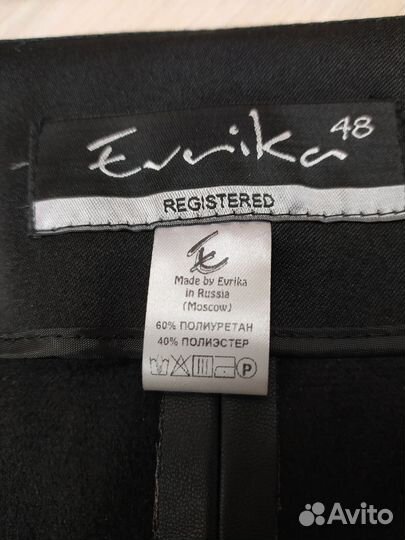 Evrika 48
REGISTERED
Made by Evrika
in Russia
(Moscow)
60% ПОЛИУРЕТАН
40% ПОЛИЭСТЕР
P
Avito